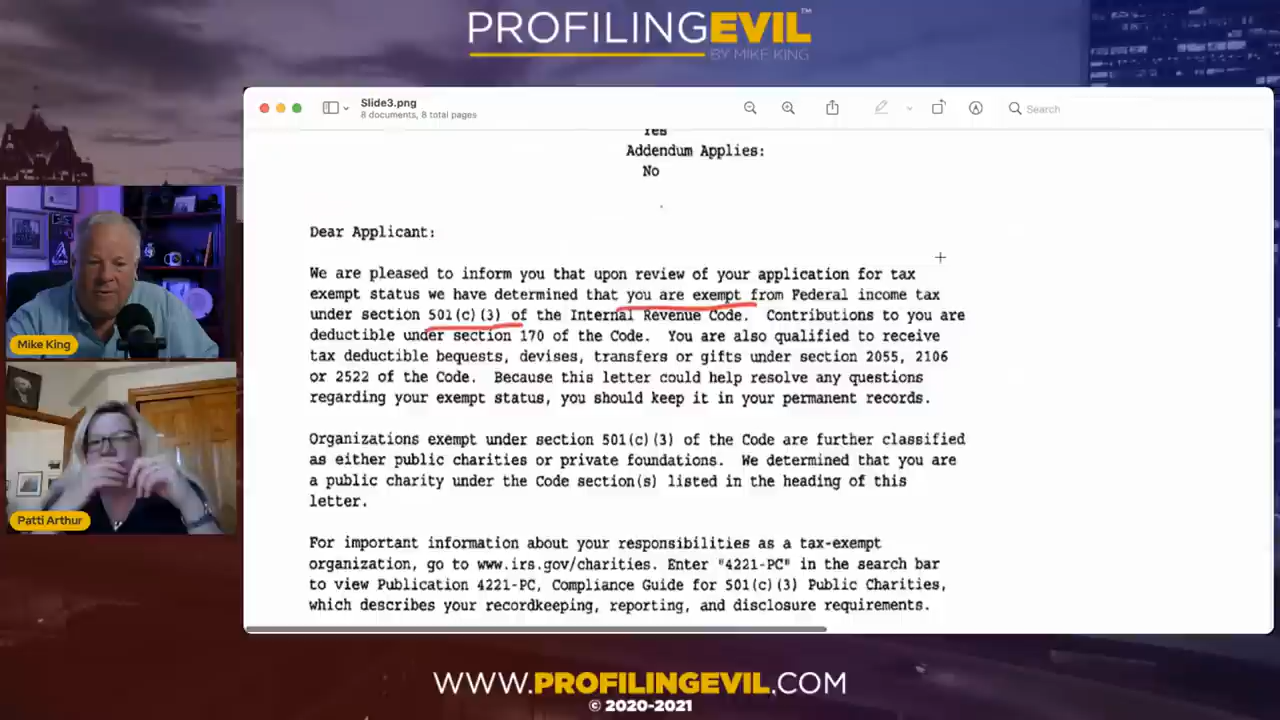 PROFILINGEVIL™
BY MIKE KING
Slide3.png
8 documents, 8 total pages
Search
Yes
Addendum Applies:
No
Dear Applicant:
We are pleased to inform you that upon review of your application for tax
exempt status we have determined that you are exempt from Federal income tax
under section 501(c)(3) of the Internal Revenue Code. Contributions to you are
deductible under section 170 of the Code. You are also qualified to receive
tax deductible bequests, devises, transfers or gifts under section 2055, 2106
or 2522 of the Code. Because this letter could help resolve any questions
regarding your exempt status, you should keep it in your permanent records.
Organizations exempt under section 501(c)(3) of the Code are further classified
as either public charities or private foundations. We determined that you are
a public charity under the Code section(s) listed in the heading of this
letter.
For important information about your responsibilities as a tax-exempt
organization, go to www.irs.gov/charities. Enter "4221-PC" in the search bar
to view Publication 4221-PC, Compliance Guide for 501(c)(3) Public Charities,
which describes your recordkeeping, reporting, and disclosure requirements.
Mike King
Patti Arthur
WWW.PROFILINGEVIL.COM
© 2020-2021